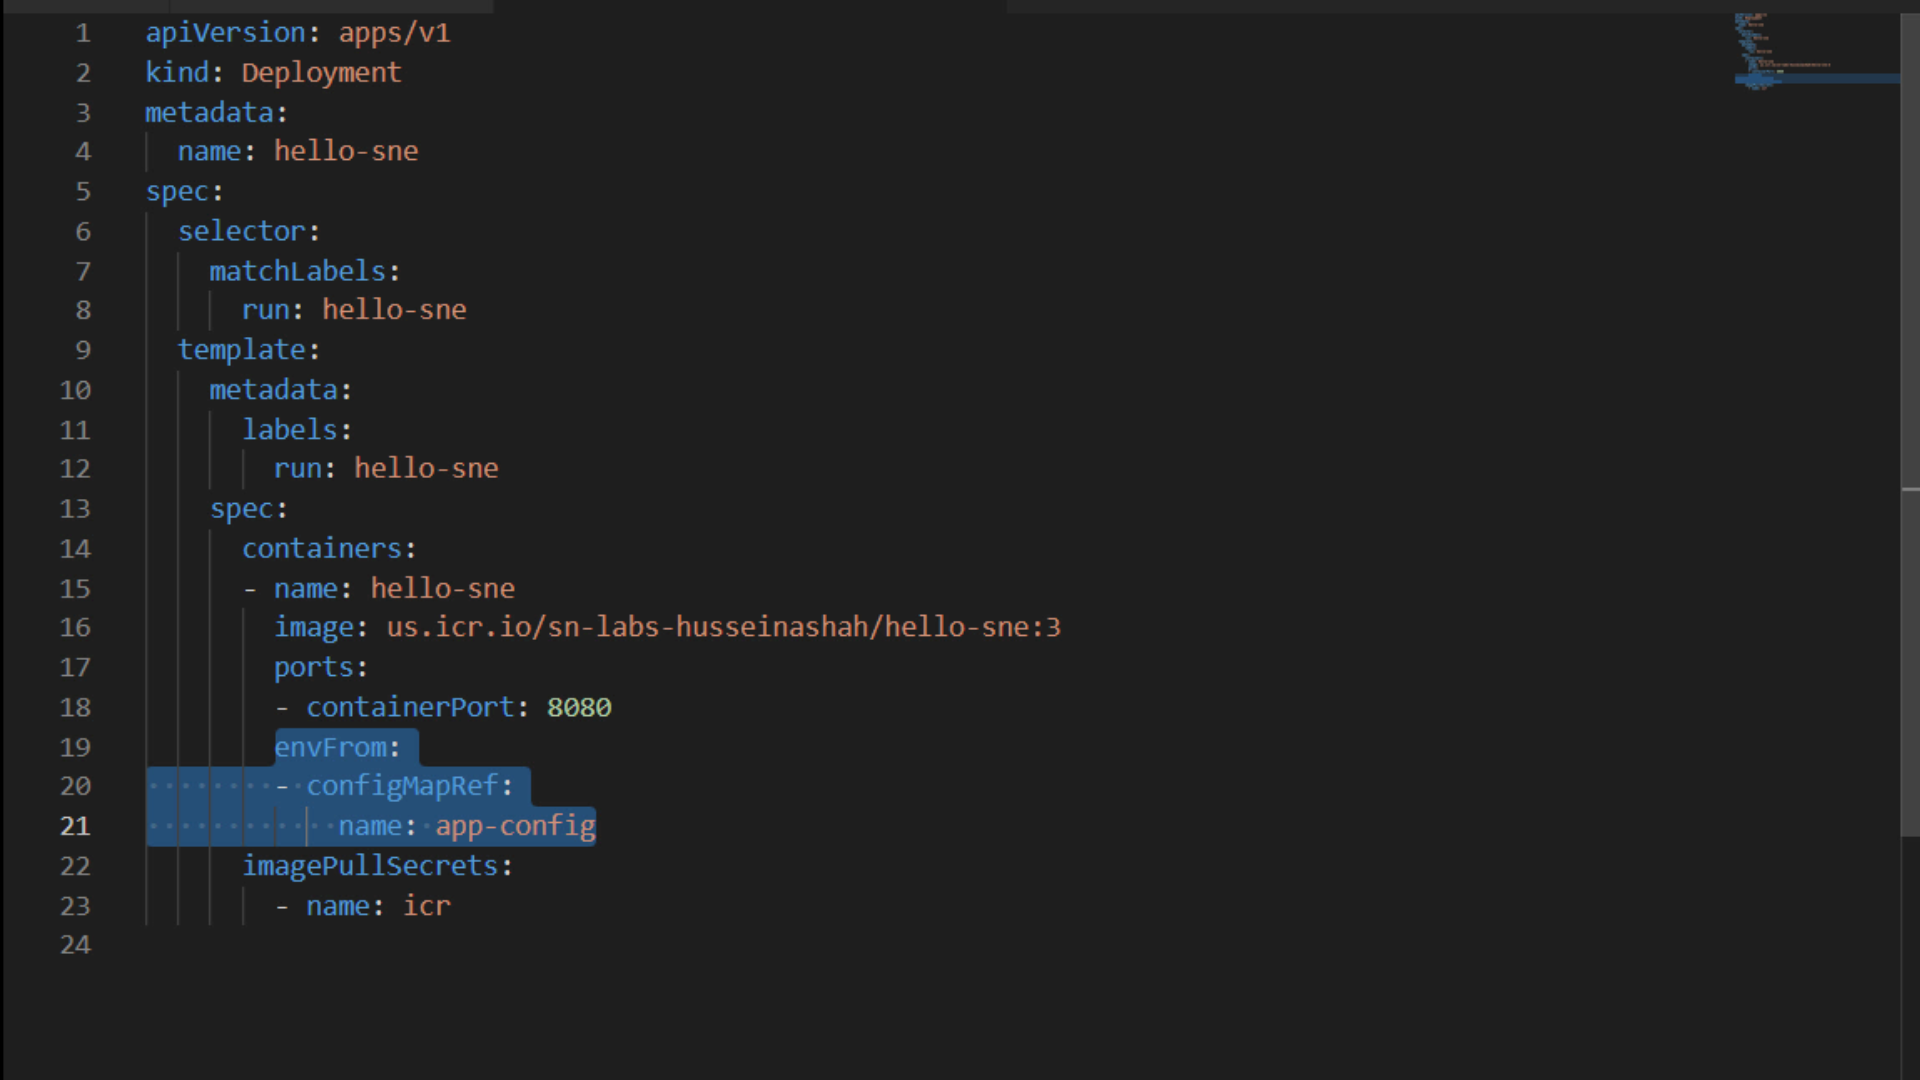 1 apiVersion: apps/v1
2 kind: Deployment
3 metadata:
4 name: hello-sne
5 spec:
6 selector:
7 matchLabels:
8 run: hello-sne
9 template:
10 metadata:
11 labels:
12 run: hello-sne
13 spec:
14 containers:
15 - name: hello-sne
16 image: us.icr.io/sn-labs-husseinashah/hello-sne:3
17 ports:
18 - containerPort: 8080
19 envFrom:
20 - configMapRef:
21 name: app-config
22 imagePullSecrets:
23 - name: icr
24